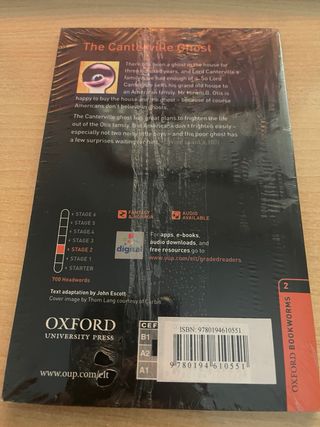 The Canterville Ghost
There has been a ghost in the house for
three hundred years, and Lord Canterville's
family have had enough of it. So Lord
Canterville sells his grand old house to
an American family. Mr Hiram B. Otis is
happy to buy the house and the ghost – because of course
Americans don't believe in ghosts.
The Canterville ghost has great plans to frighten the life
out of the Otis family. But Americans don't frighten easily –
especially not two noisy little boys – and the poor ghost has
a few surprises waiting for him.
STAGE 6
STAGE 5
STAGE 4
STAGE 3
STAGE 2
STAGE 1
STARTER
700 Headwords
FANTASY
& HORROR
AUDIO
AVAILABLE
digital
For apps, e-books,
audio downloads, and
free resources go to
www.oup.com/elt/gradedreaders
Text adaptation by John Escott
Cover image by Thom Lang courtesy of Corbis
OXFORD
UNIVERSITY PRESS
www.oup.com/elt
CEF
B1
A2
A1
ISBN: 9780194610551
9 780194 610551
2
OXFORD BOOKWORMS